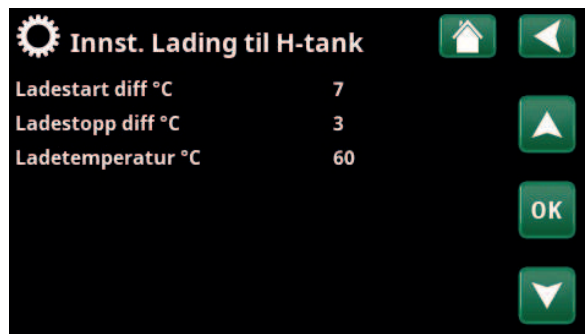 Innst. Lading til H-tank
Ladestart diff °C 7
Ladestopp diff °C 3
Ladetemperatur °C 60
OK